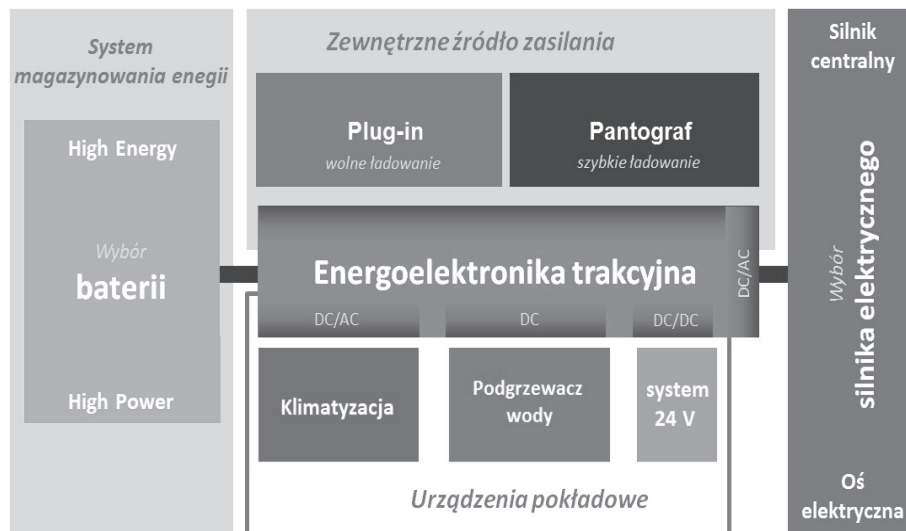 System
magazynowania enegii
High Energy
Wybór
baterii
High Power
Zewnętrzne źródło zasilania
Plug-in
wolne ładowanie
Pantograf
szybkie ładowanie
Energoelektronika trakcyjna
DC/AC
DC/AC
DC
DC/DC
Klimatyzacja
Podgrzewacz
wody
system
24 V
Urządzenia pokładowe
Silnik
centralny
Wybór
silnika elektrycznego
Oś
elektryczna